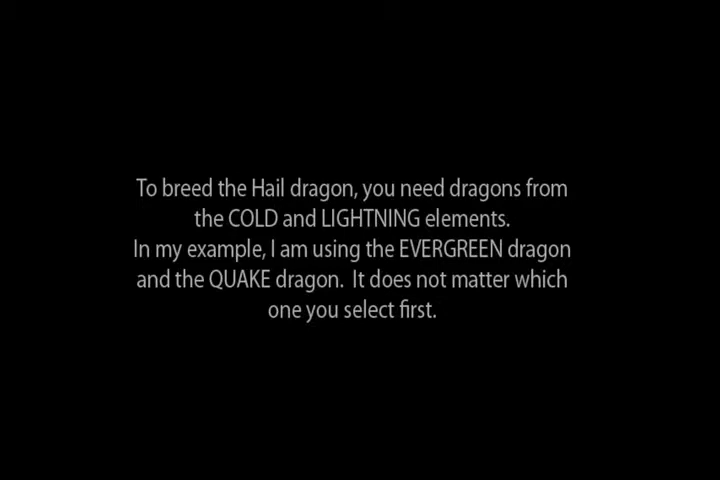 To breed the Hail dragon, you need dragons from
the COLD and LIGHTNING elements.
In my example, I am using the EVERGREEN dragon
and the QUAKE dragon.  It does not matter which
one you select first.